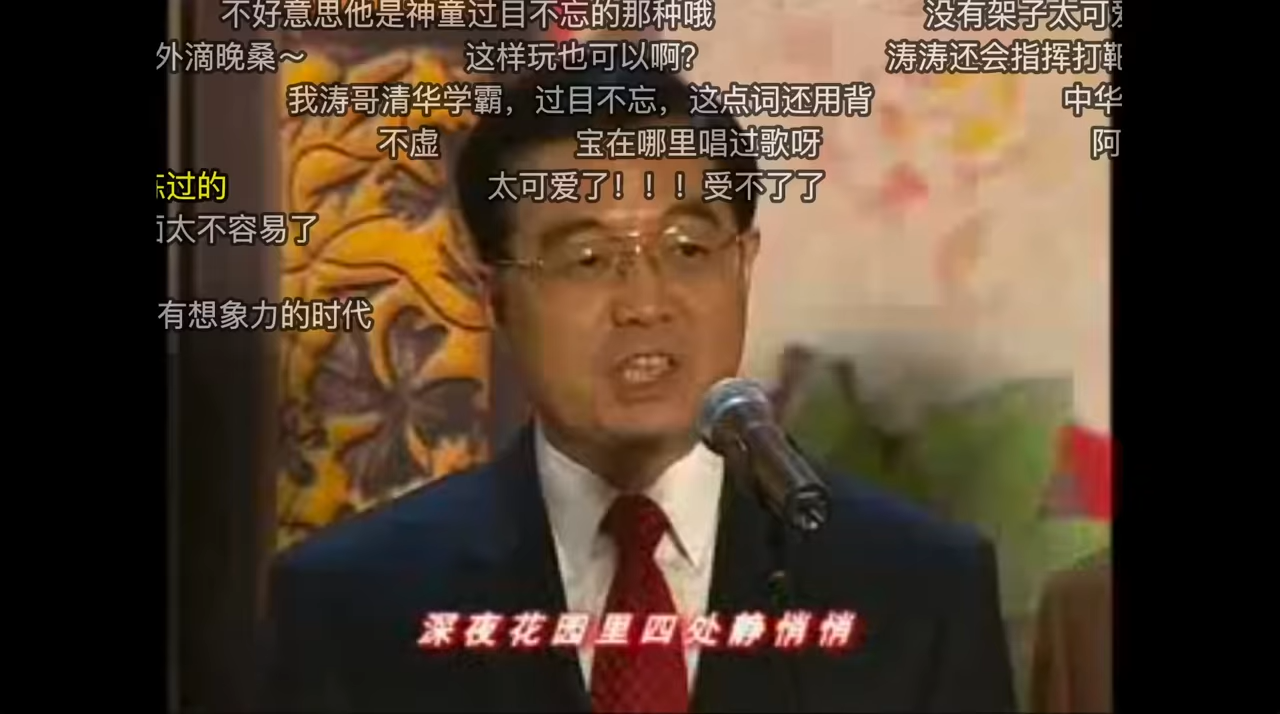 不好意思他是神童过目不忘的那种哦 没有架子太可爱
外滴晚桑～ 这样玩也可以啊？ 涛涛还会指挥打靶
我涛哥清华学霸，过目不忘，这点词还用背 中华
不虚 宝在哪里唱过歌呀 阿
过的 太可爱了！！！受不了了
太不容易了
有想象力的时代
深夜花园里四处静悄悄